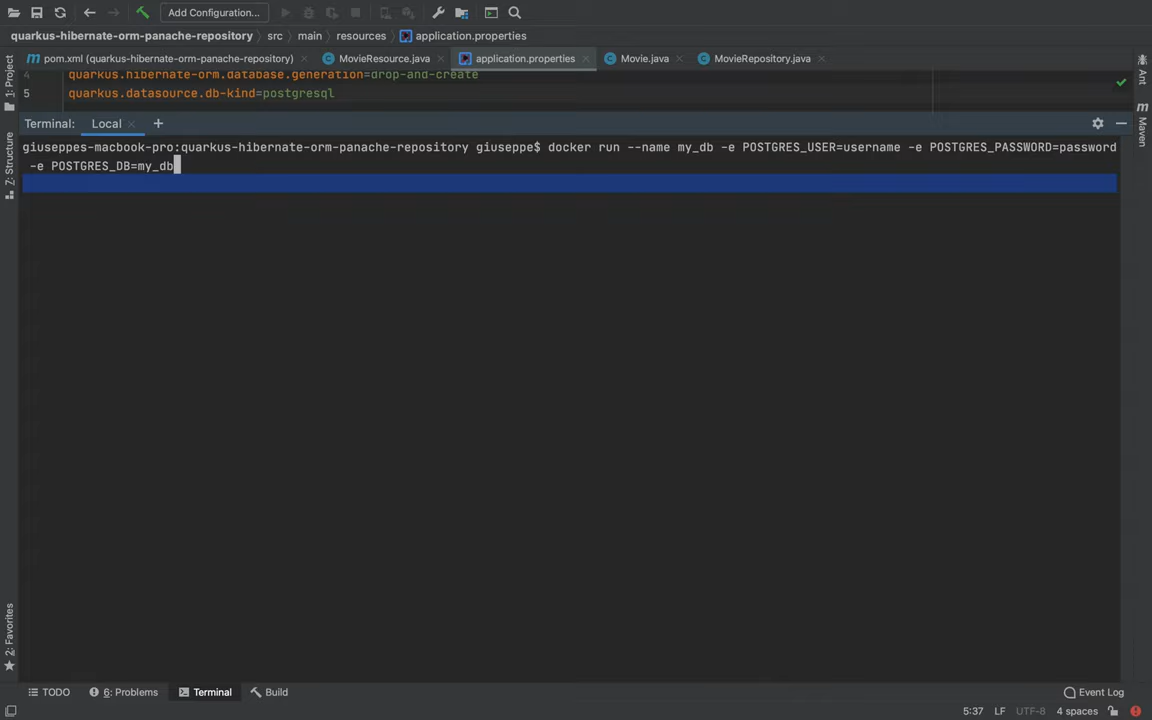 Add Configuration...
quarkus-hibernate-orm-panache-repository src main resources application.properties
pom.xml (quarkus-hibernate-orm-panache-repository) MovieResource.java application.properties Movie.java MovieRepository.java
4 quarkus.hibernate-orm.database.generation=drop-and-create
5 quarkus.datasource.db-kind=postgresql
Terminal: Local
giuseppes-macbook-pro:quarkus-hibernate-orm-panache-repository giuseppe$ docker run --name my_db -e POSTGRES_USER=username -e POSTGRES_PASSWORD=password
-e POSTGRES_DB=my_db
1: Project
Z: Structure
2: Favorites
Ant
Maven
TODO 6: Problems Terminal Build Event Log
5:37 LF UTF-8 4 spaces